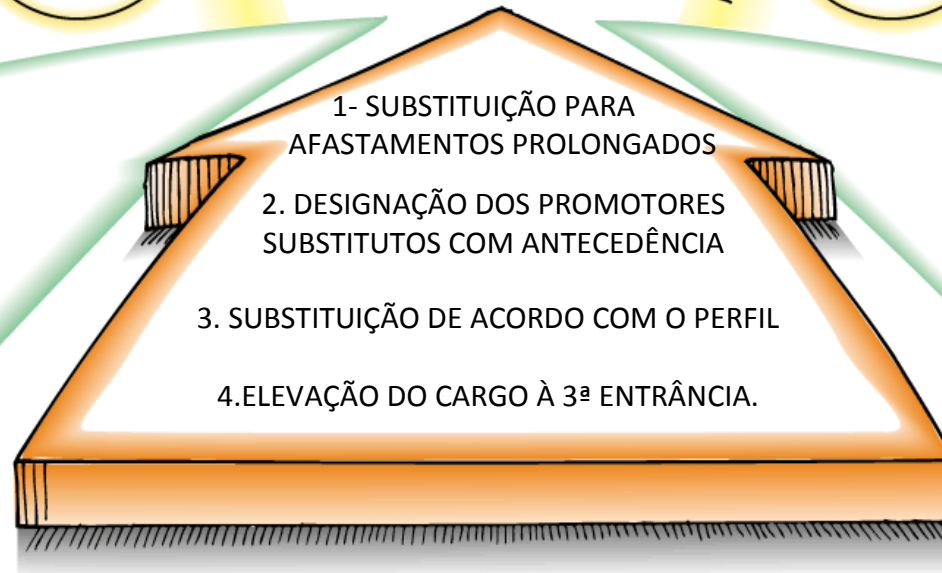 1- SUBSTITUIÇÃO PARA
AFASTAMENTOS PROLONGADOS
2. DESIGNAÇÃO DOS PROMOTORES
SUBSTITUTOS COM ANTECEDÊNCIA
3. SUBSTITUIÇÃO DE ACORDO COM O PERFIL
4.ELEVAÇÃO DO CARGO À 3ª ENTRÂNCIA.